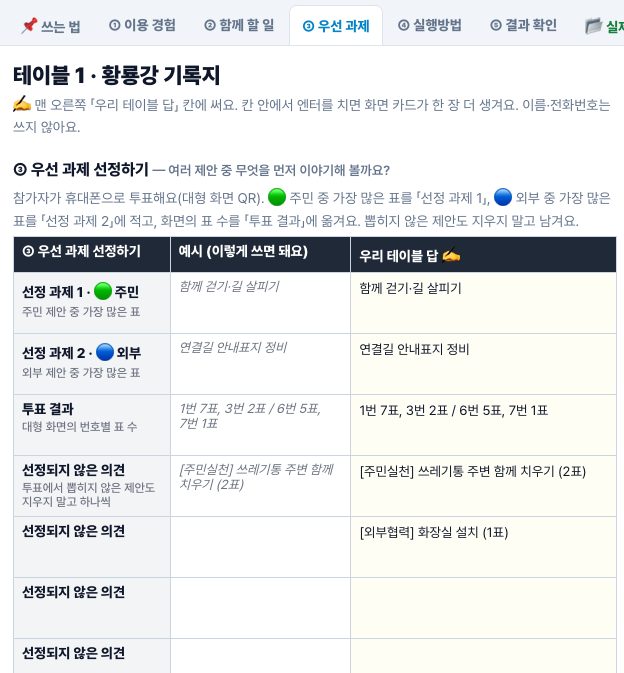 📌 쓰는 법 ① 이용 경험 ② 함께 할 일 ③ 우선 과제 ④ 실행방법 ⑤ 결과 확인 📂
테이블 1 · 황룡강 기록지
✍️ 맨 오른쪽 「우리 테이블 답」 칸에 써요. 칸 안에서 엔터를 치면 화면 카드가 한 장 더 생겨요. 이름·전화번호는
쓰지 않아요.
③ 우선 과제 선정하기 — 여러 제안 중 무엇을 먼저 이야기해 볼까요?
참가자가 휴대폰으로 투표해요(대형 화면 QR). 🟢 주민 중 가장 많은 표를 「선정 과제 1」, 🔵 외부 중 가장 많은
표를 「선정 과제 2」에 적고, 화면의 표 수를 「투표 결과」에 옮겨요. 뽑히지 않은 제안도 지우지 말고 남겨요.
③ 우선 과제 선정하기 예시 (이렇게 쓰면 돼요) 우리 테이블 답 ✍️
선정 과제 1 · 🟢 주민
주민 제안 중 가장 많은 표
함께 걷기·길 살피기
함께 걷기·길 살피기
선정 과제 2 · 🔵 외부
외부 제안 중 가장 많은 표
연결길 안내표지 정비
연결길 안내표지 정비
투표 결과
대형 화면의 번호별 표 수
1번 7표, 3번 2표 / 6번 5표,
7번 1표
1번 7표, 3번 2표 / 6번 5표, 7번 1표
선정되지 않은 의견
투표에서 뽑히지 않은 제안도
지우지 말고 하나씩
[주민실천] 쓰레기통 주변 함께
치우기 (2표)
[주민실천] 쓰레기통 주변 함께 치우기 (2표)
선정되지 않은 의견
[외부협력] 화장실 설치 (1표)
선정되지 않은 의견
선정되지 않은 의견